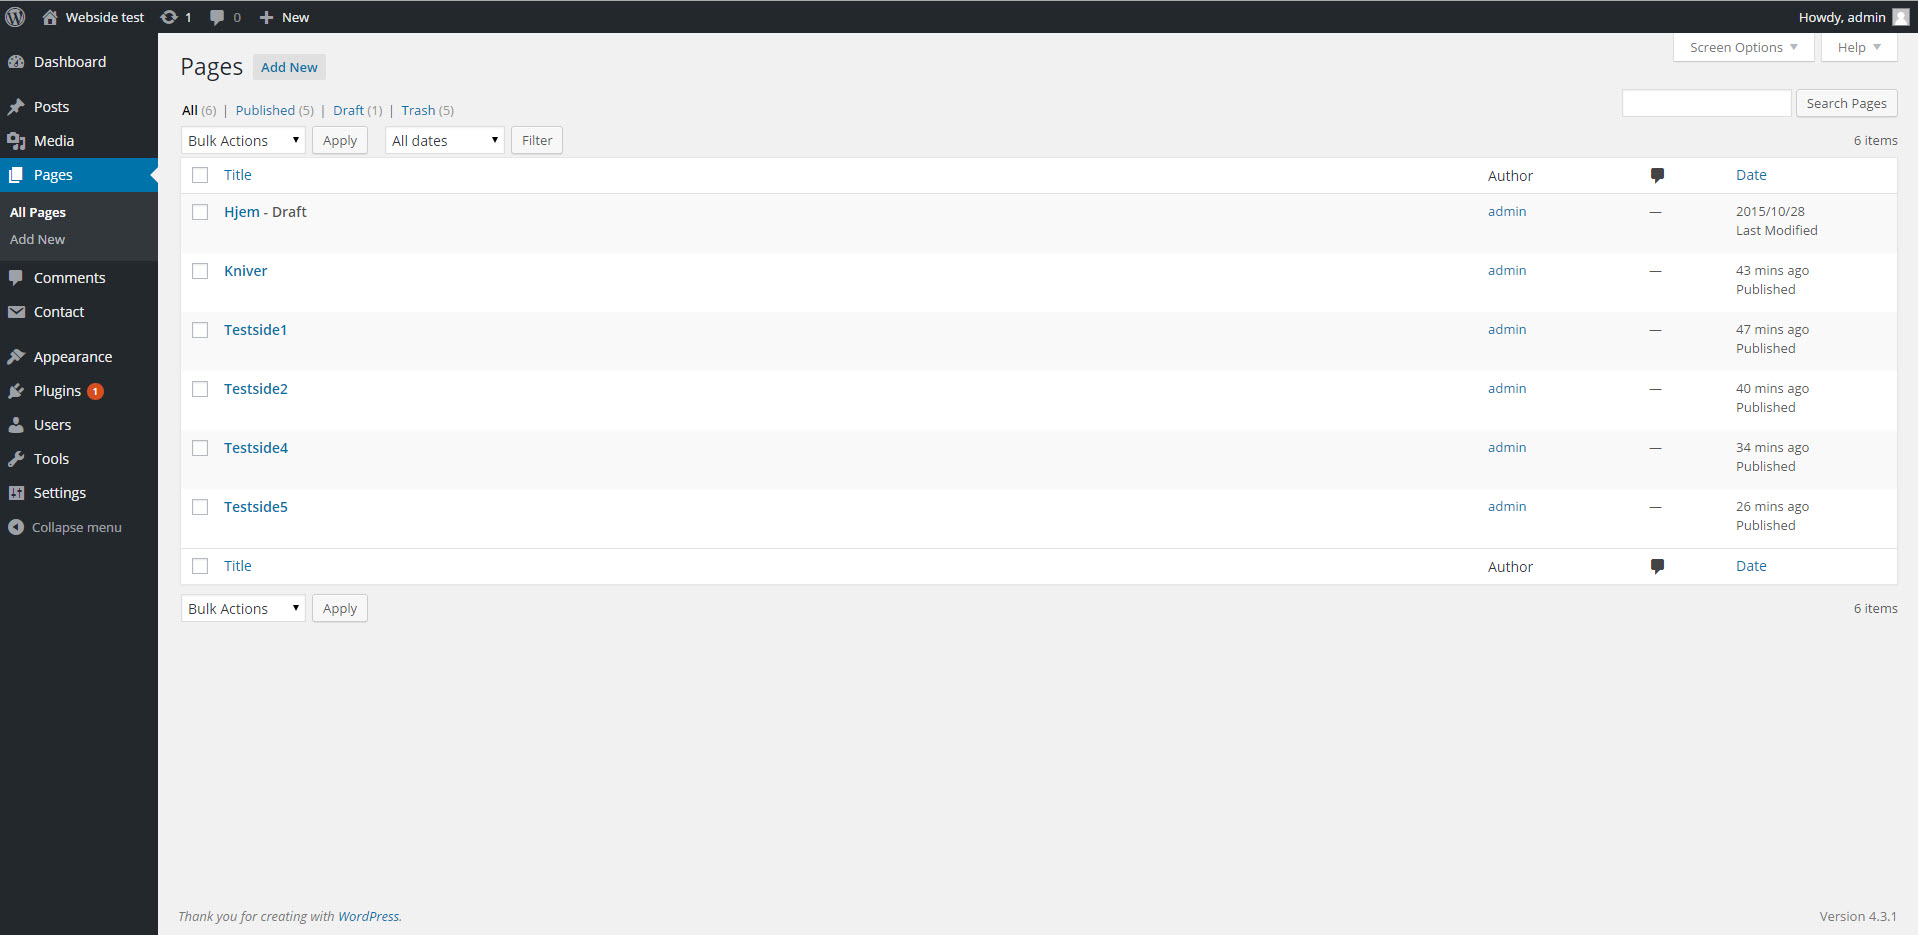 Webside test 1 0 New Howdy, admin
Screen Options Help
Dashboard
Posts
Media
Pages
All Pages
Add New
Comments
Contact
Appearance
Plugins 1
Users
Tools
Settings
Collapse menu
Pages Add New
All (6) | Published (5) | Draft (1) | Trash (5)
Search Pages
Bulk Actions Apply All dates Filter 6 items
Title Author Date
Hjem - Draft admin — 2015/10/28
Last Modified
Kniver admin — 43 mins ago
Published
Testside1 admin — 47 mins ago
Published
Testside2 admin — 40 mins ago
Published
Testside4 admin — 34 mins ago
Published
Testside5 admin — 26 mins ago
Published
Title Author Date
Bulk Actions Apply 6 items
Thank you for creating with WordPress. Version 4.3.1